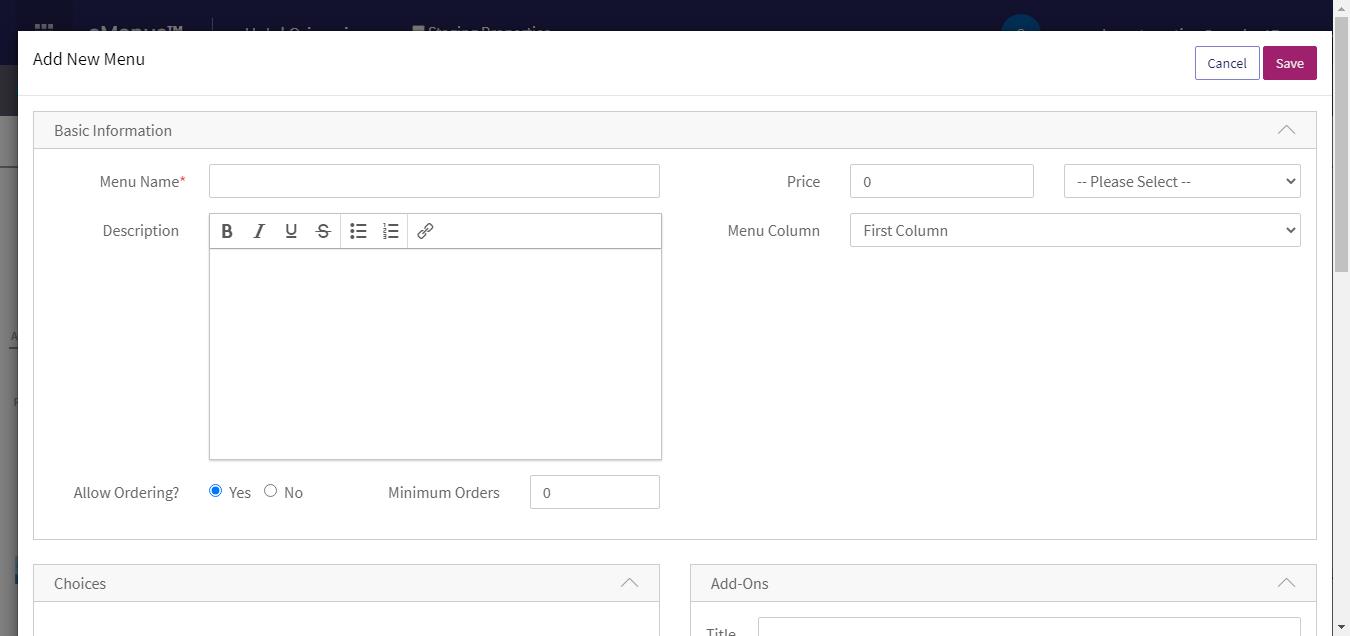 Add New Menu
Cancel
Save
Basic Information
Menu Name*
Price
0
-- Please Select --
Description
B I U S
Menu Column
First Column
Allow Ordering?
Yes
No
Minimum Orders
0
Choices
Add-Ons
Title